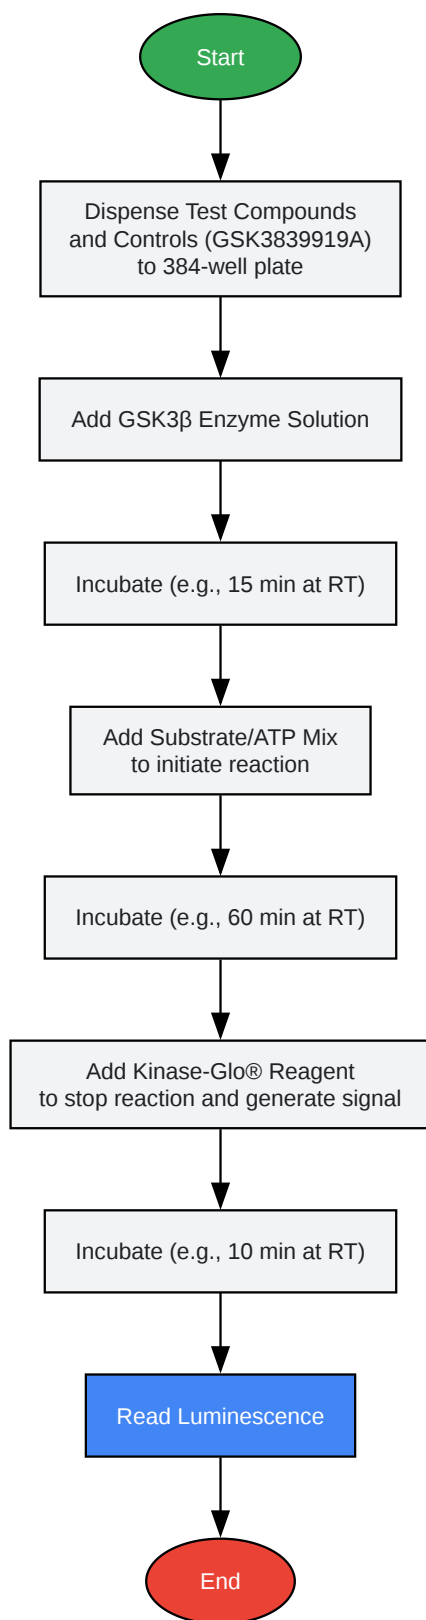 Start
Dispense Test Compounds
and Controls (GSK3839919A)
to 384-well plate
Add GSK3β Enzyme Solution
Incubate (e.g., 15 min at RT)
Add Substrate/ATP Mix
to initiate reaction
Incubate (e.g., 60 min at RT)
Add Kinase-Glo® Reagent
to stop reaction and generate signal
Incubate (e.g., 10 min at RT)
Read Luminescence
End